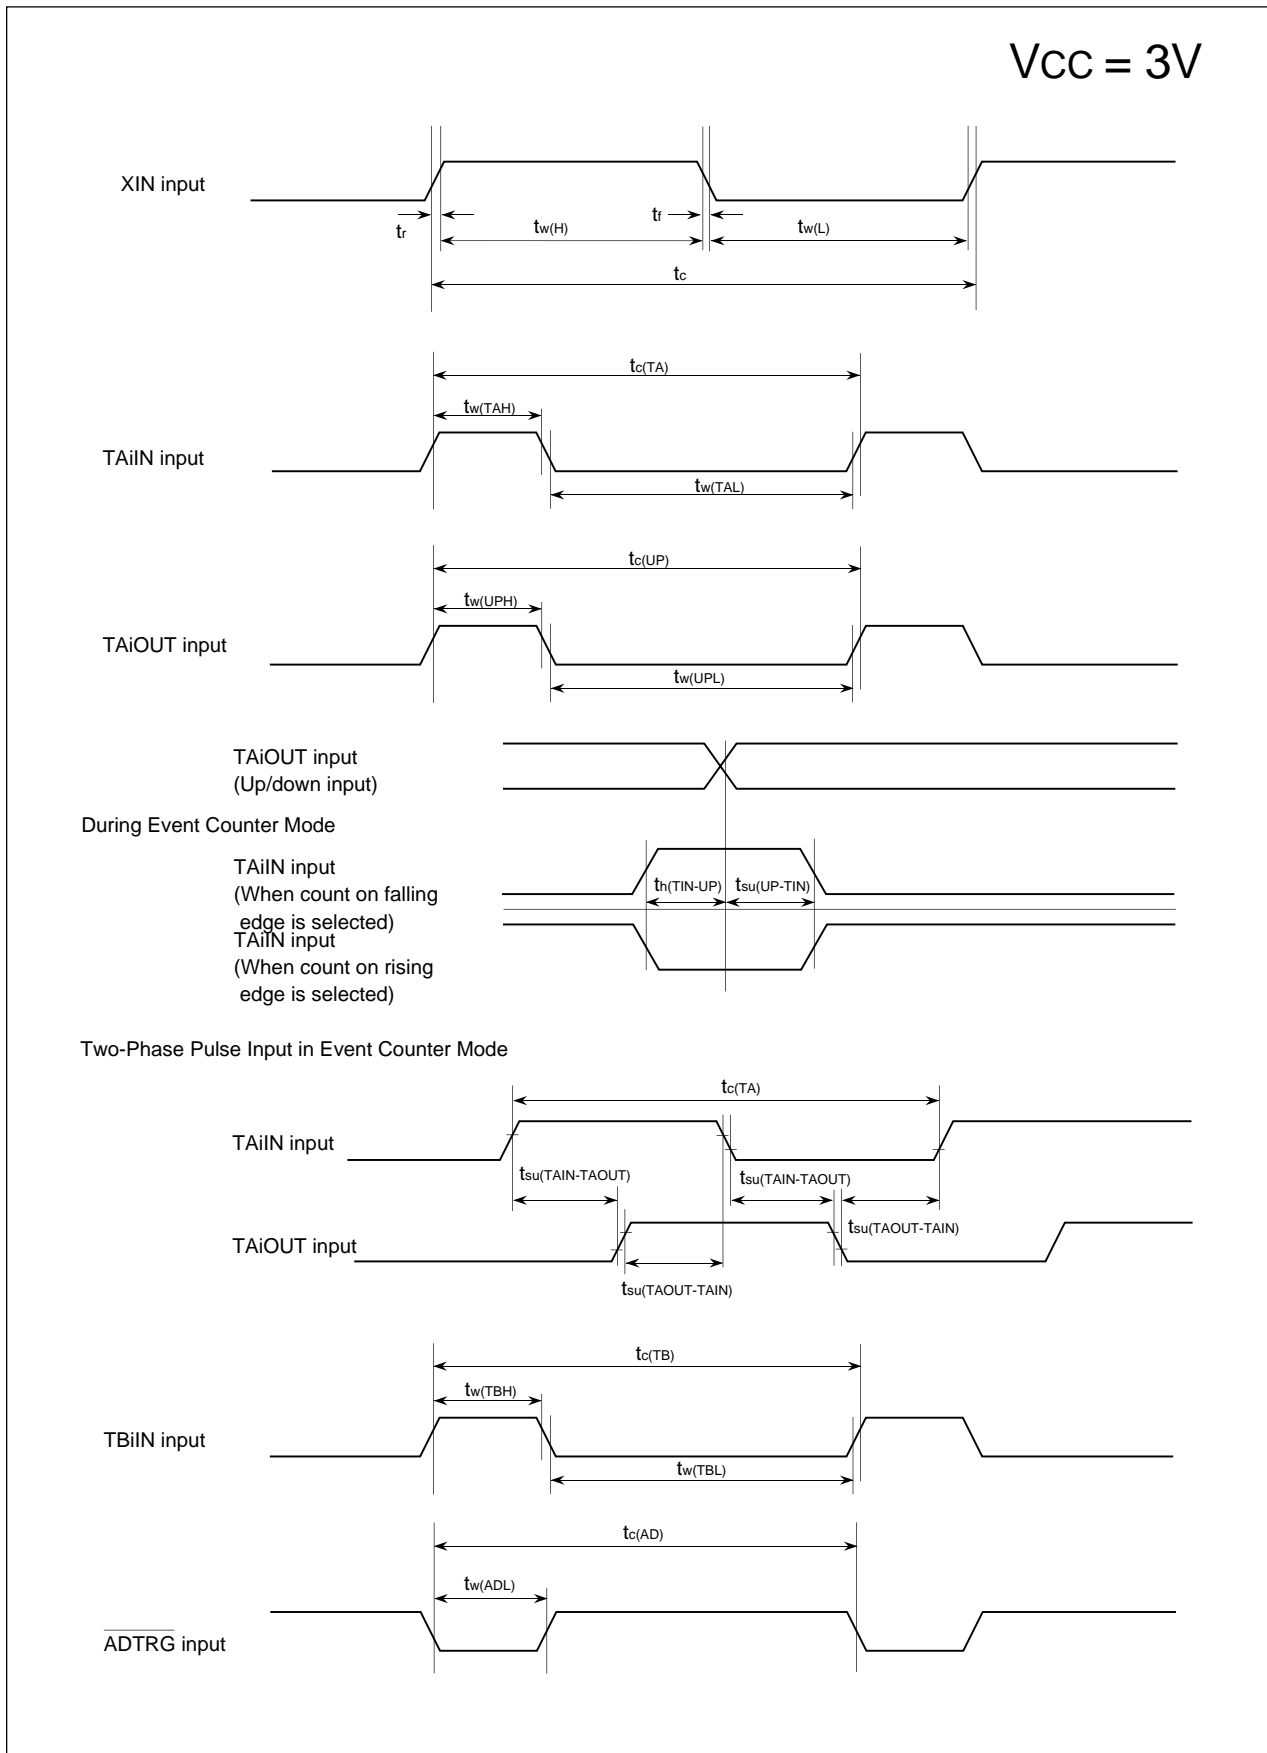 VCC = 3V
XIN input
tr
tw(H)
tf
tw(L)
tc
tc(TA)
tw(TAH)
TAiIN input
tw(TAL)
tc(UP)
tw(UPH)
TAiOUT input
tw(UPL)
TAiOUT input
(Up/down input)
During Event Counter Mode
TAiIN input
(When count on falling
edge is selected)
th(TIN-UP)
tsu(UP-TIN)
TAiIN input
(When count on rising
edge is selected)
Two-Phase Pulse Input in Event Counter Mode
tc(TA)
TAiIN input
tsu(TAIN-TAOUT)
tsu(TAIN-TAOUT)
tsu(TAOUT-TAIN)
TAiOUT input
tsu(TAOUT-TAIN)
tc(TB)
tw(TBH)
TBiIN input
tw(TBL)
tc(AD)
tw(ADL)
ADTRG input